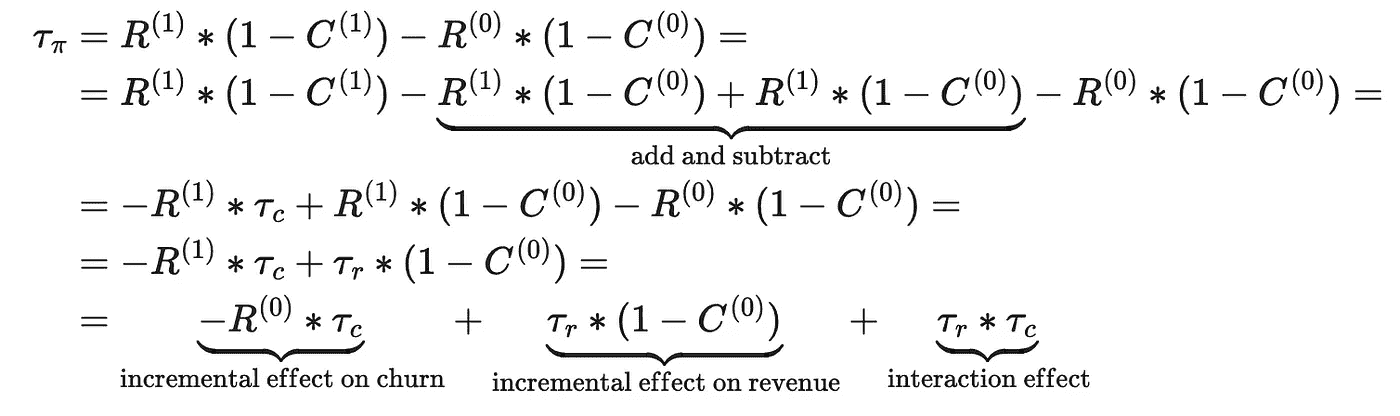 τ_π = R^(1) ∗ (1 − C^(1)) − R^(0) ∗ (1 − C^(0)) =
= R^(1) ∗ (1 − C^(1)) − R^(1) ∗ (1 − C^(0)) + R^(1) ∗ (1 − C^(0)) − R^(0) ∗ (1 − C^(0)) =
add and subtract
= −R^(1) ∗ τ_c + R^(1) ∗ (1 − C^(0)) − R^(0) ∗ (1 − C^(0)) =
= −R^(1) ∗ τ_c + τ_r ∗ (1 − C^(0)) =
= −R^(0) ∗ τ_c + τ_r ∗ (1 − C^(0)) + τ_r ∗ τ_c
incremental effect on churn incremental effect on revenue interaction effect